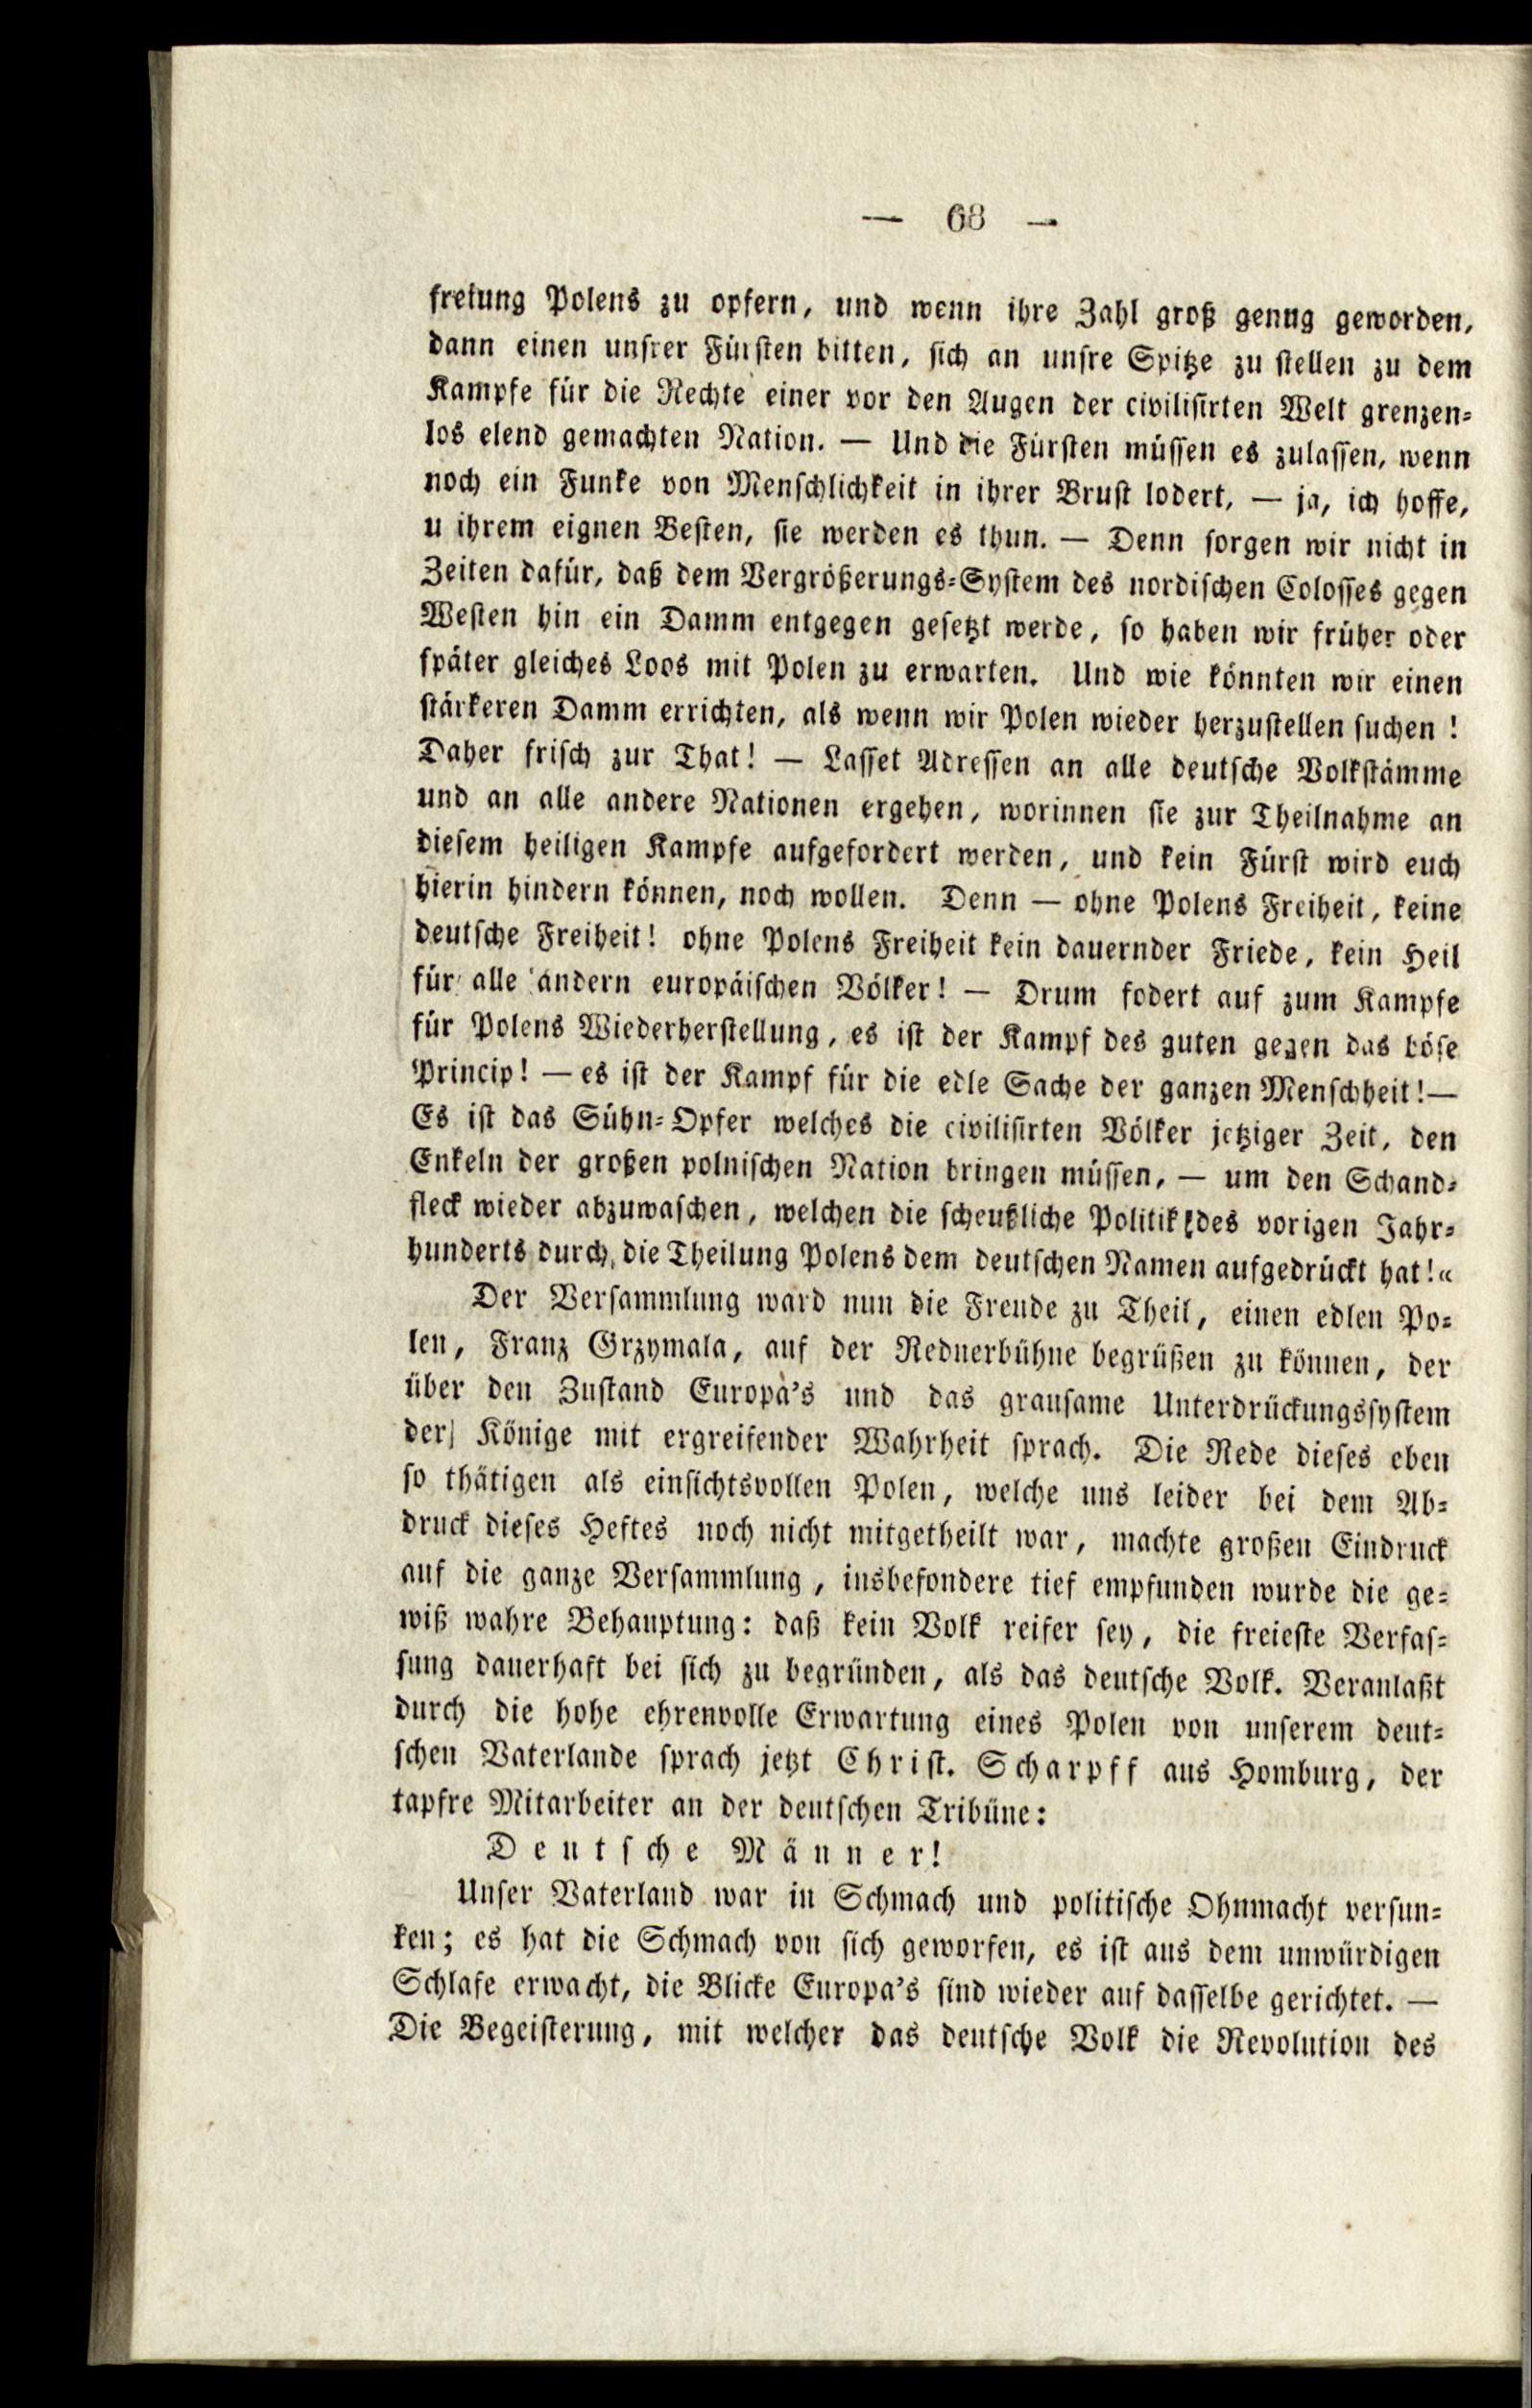 — 68 —
freiung Polens zu opfern, und wenn ihre Zahl groß genug geworden,
dann einen unsrer Fürsten bitten, sich an unsre Spitze zu stellen zu dem
Kampfe für die Rechte einer vor den Augen der civilisirten Welt grenzen-
los elend gemachten Nation. — Und die Fürsten müssen es zulassen, wenn
noch ein Funke von Menschlichkeit in ihrer Brust lodert, — ja, ich hoffe,
u ihrem eignen Besten, sie werden es thun. — Denn sorgen wir nicht in
Zeiten dafür, daß dem Vergrößerungs-System des nordischen Colosses gegen
Westen hin ein Damm entgegen gesetzt werde, so haben wir früher oder
später gleiches Loos mit Polen zu erwarten. Und wie könnten wir einen
stärkeren Damm errichten, als wenn wir Polen wieder herzustellen suchen!
Daher frisch zur That! — Lasset Adressen an alle deutsche Volkstämme
und an alle andere Nationen ergehen, worinnen sie zur Theilnahme an
diesem heiligen Kampfe aufgefordert werden, und kein Fürst wird euch
hierin hindern können, noch wollen. Denn — ohne Polens Freiheit, keine
deutsche Freiheit! ohne Polens Freiheit kein dauernder Friede, kein Heil
für alle andern europäischen Völker! — Drum fodert auf zum Kampfe
für Polens Wiederherstellung, es ist der Kampf des guten gegen das böse
Princip! — es ist der Kampf für die edle Sache der ganzen Menschheit! —
Es ist das Sühn-Opfer welches die civilisirten Völker jetziger Zeit, den
Enkeln der großen polnischen Nation bringen müssen, — um den Schand-
fleck wieder abzuwaschen, welchen die scheußliche Politik des vorigen Jahr-
hunderts durch die Theilung Polens dem deutschen Namen aufgedrückt hat!«
Der Versammlung ward nun die Freude zu Theil, einen edlen Po-
len, Franz Grzymala, auf der Rednerbühne begrüßen zu können, der
über den Zustand Europa's und das grausame Unterdrückungssystem
der Könige mit ergreifender Wahrheit sprach. Die Rede dieses eben
so thätigen als einsichtsvollen Polen, welche uns leider bei dem Ab-
druck dieses Heftes noch nicht mitgetheilt war, machte großen Eindruck
auf die ganze Versammlung, insbesondere tief empfunden wurde die ge-
wiß wahre Behauptung: daß kein Volk reifer sey, die freieste Verfas-
sung dauerhaft bei sich zu begründen, als das deutsche Volk. Veranlaßt
durch die hohe ehrenvolle Erwartung eines Polen von unserem deut-
schen Vaterlande sprach jetzt Christ. Scharpff aus Homburg, der
tapfre Mitarbeiter an der deutschen Tribüne:
Deutsche Männer!
Unser Vaterland war in Schmach und politische Ohnmacht versun-
ken; es hat die Schmach von sich geworfen, es ist aus dem unwürdigen
Schlafe erwacht, die Blicke Europa's sind wieder auf dasselbe gerichtet. —
Die Begeisterung, mit welcher das deutsche Volk die Revolution des